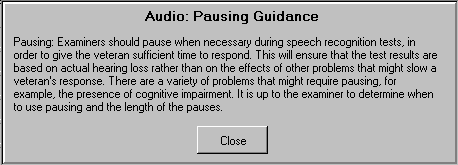 Audio: Pausing Guidance
Pausing: Examiners should pause when necessary during speech recognition tests, in
order to give the veteran sufficient time to respond. This will ensure that the test results are
based on actual hearing loss rather than on the effects of other problems that might slow a
veteran's response. There are a variety of problems that might require pausing, for
example, the presence of cognitive impairment. It is up to the examiner to determine when
to use pausing and the length of the pauses.
Close